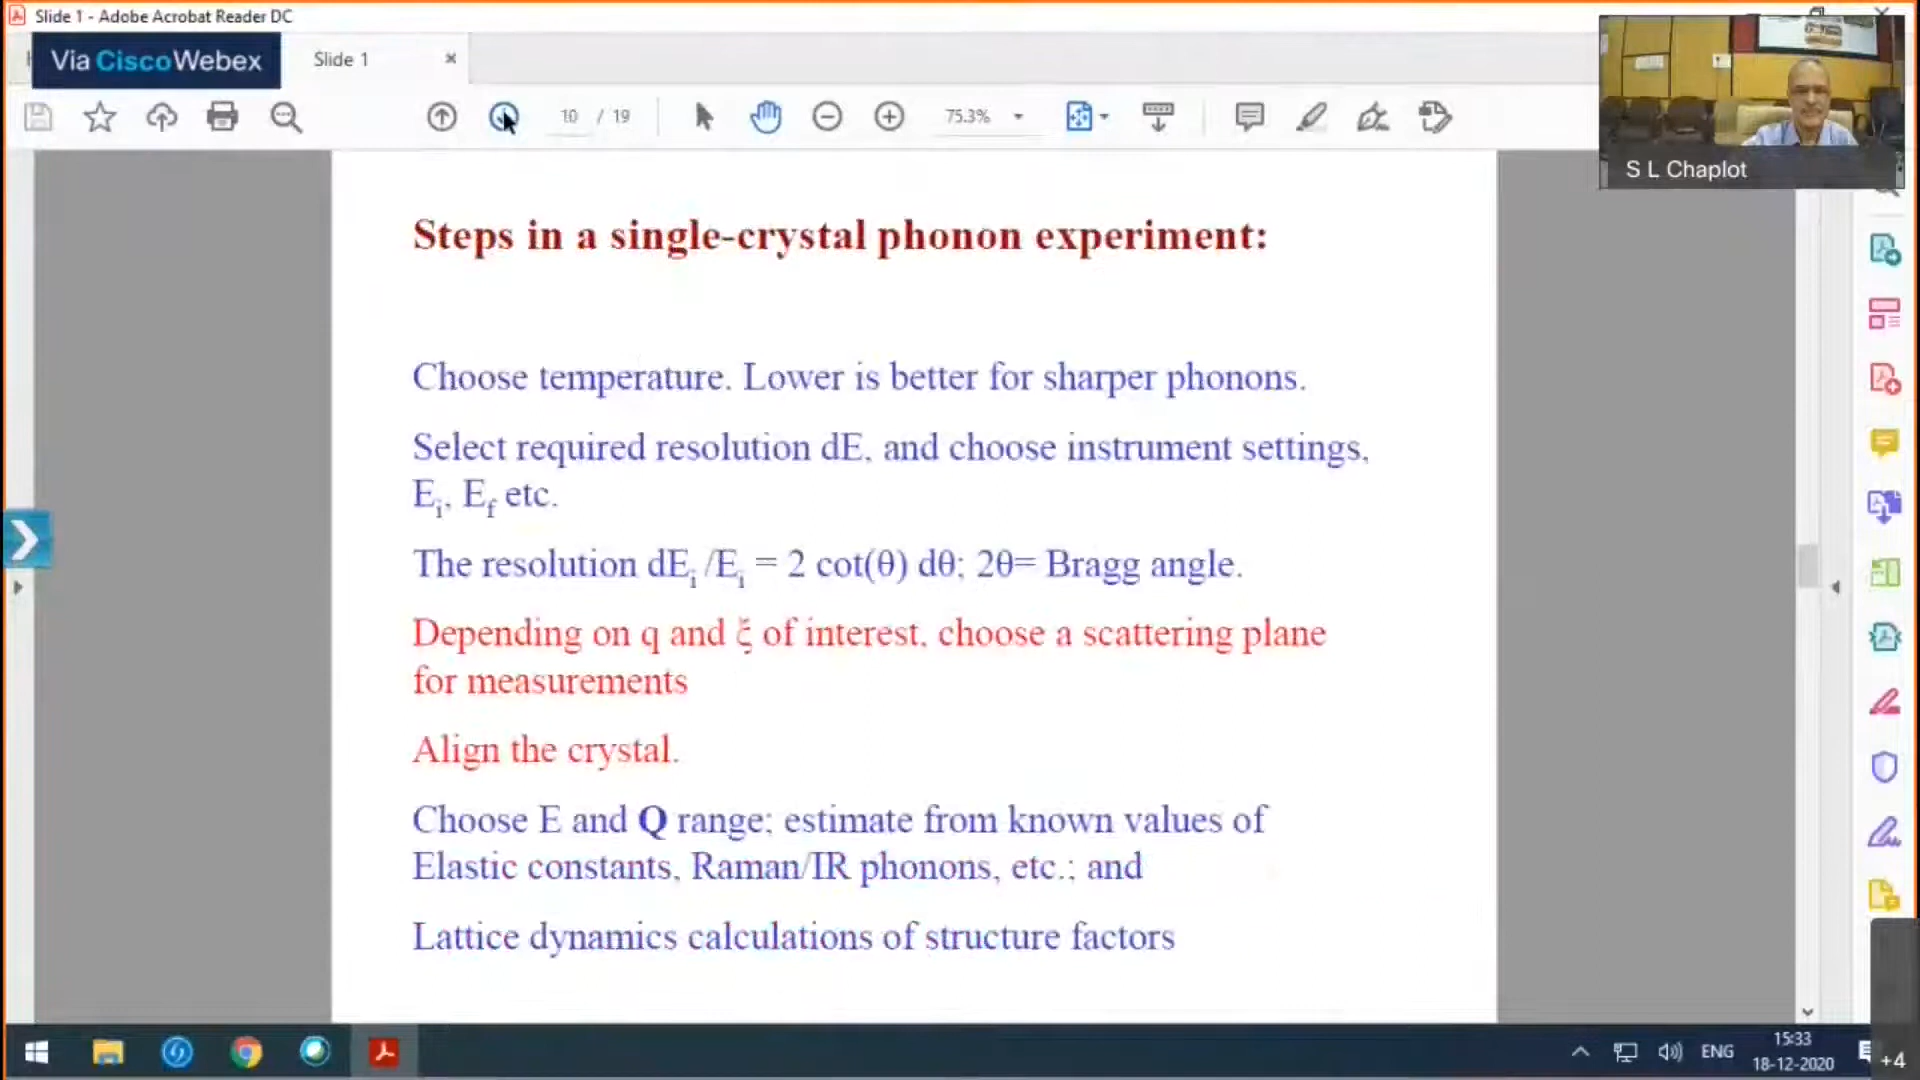 Slide 1 - Adobe Acrobat Reader DC
Via CiscoWebex
Slide 1
10 / 19
75.3%
S L Chaplot
Steps in a single-crystal phonon experiment:
Choose temperature. Lower is better for sharper phonons.
Select required resolution dE, and choose instrument settings,
Ei, Ef etc.
The resolution dEi /Ei = 2 cot(θ) dθ; 2θ= Bragg angle.
Depending on q and ξ of interest, choose a scattering plane
for measurements
Align the crystal.
Choose E and Q range; estimate from known values of
Elastic constants, Raman/IR phonons, etc.; and
Lattice dynamics calculations of structure factors
ENG
15:33
18-12-2020
+4